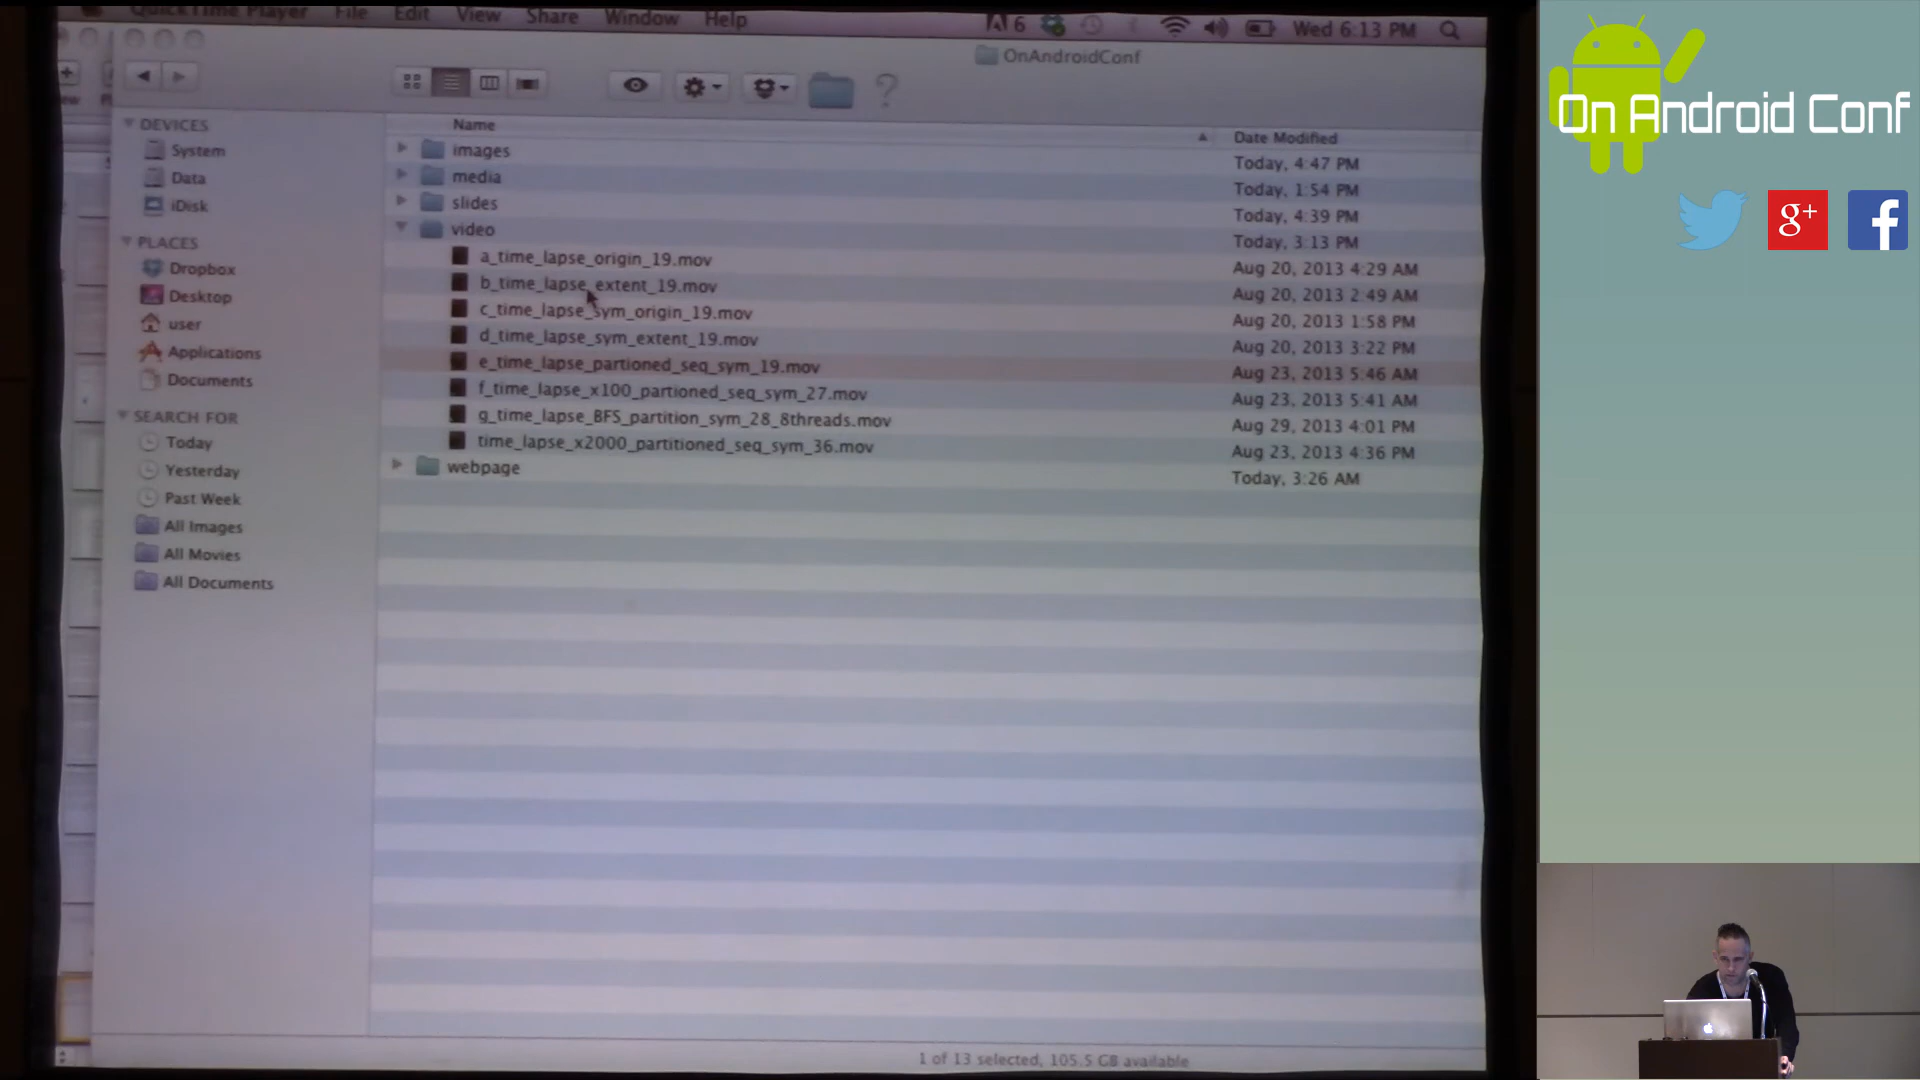 QuickTime Player File Edit View Share Window Help
6 Wed 6:13 PM
OnAndroidConf
DEVICES
System
Data
iDisk
PLACES
Dropbox
Desktop
user
Applications
Documents
SEARCH FOR
Today
Yesterday
Past Week
All Images
All Movies
All Documents
Name Date Modified
images Today, 4:47 PM
media Today, 1:54 PM
slides Today, 4:39 PM
video Today, 3:13 PM
a_time_lapse_origin_19.mov Aug 20, 2013 4:29 AM
b_time_lapse_extent_19.mov Aug 20, 2013 2:49 AM
c_time_lapse_sym_origin_19.mov Aug 20, 2013 1:58 PM
d_time_lapse_sym_extent_19.mov Aug 20, 2013 3:22 PM
e_time_lapse_partioned_seq_sym_19.mov Aug 23, 2013 5:46 AM
f_time_lapse_x100_partioned_seq_sym_27.mov Aug 23, 2013 5:41 AM
g_time_lapse_BFS_partition_sym_28_8threads.mov Aug 29, 2013 4:01 PM
time_lapse_x2000_partitioned_seq_sym_36.mov Aug 23, 2013 4:36 PM
webpage Today, 3:26 AM
1 of 13 selected, 105.5 GB available
On Android Conf
g+
f